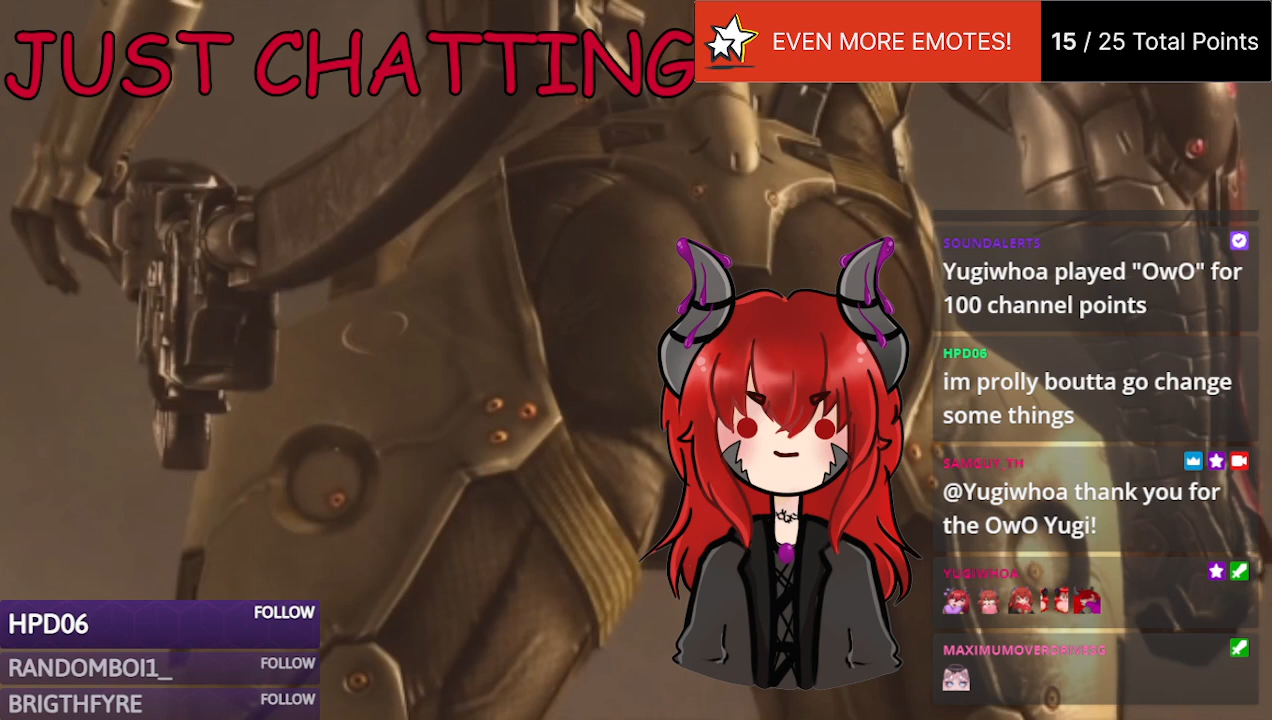 JUST CHATTING
EVEN MORE EMOTES!
15 / 25 Total Points
SOUNDALERTS
Yugiwhoa played "OwO" for
100 channel points
HPD06
im prolly boutta go change
some things
SAMGUY_TH
@Yugiwhoa thank you for
the OwO Yugi!
YUGIWHOA
HPD06
FOLLOW
RANDOMBOI1_
FOLLOW
BRIGTHFYRE
FOLLOW